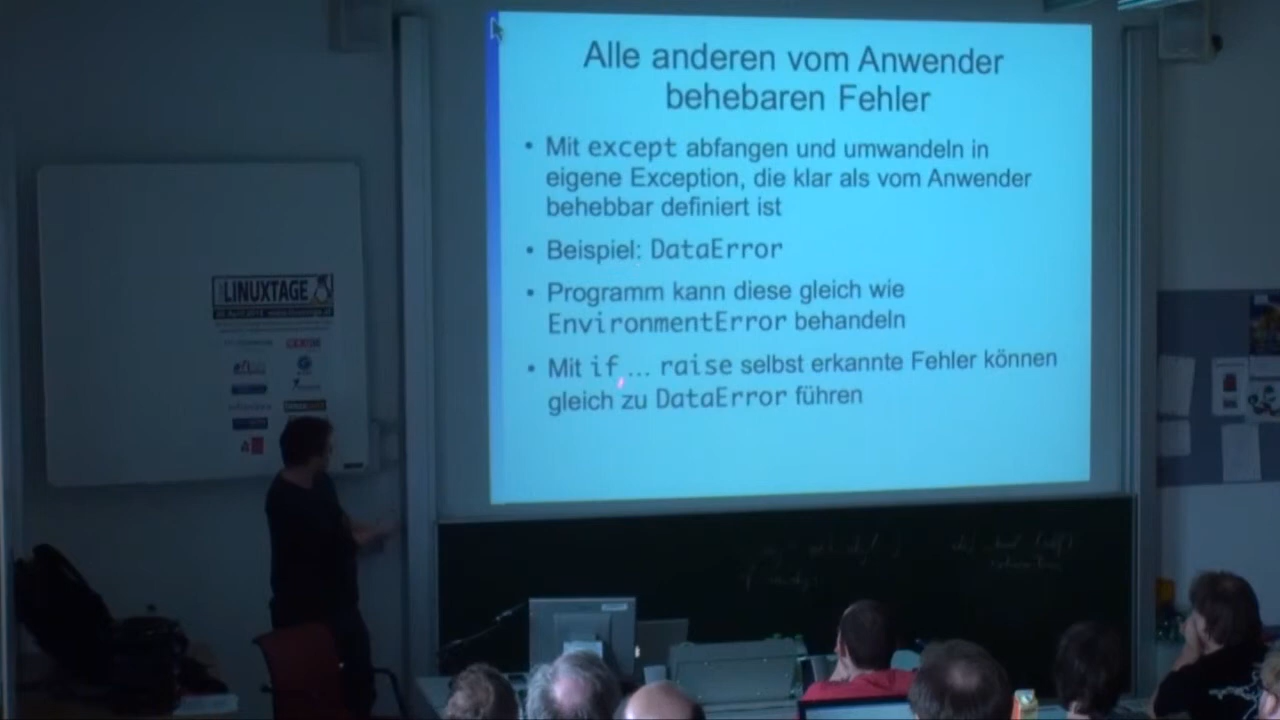 Alle anderen vom Anwender
behebaren Fehler
• Mit except abfangen und umwandeln in
eigene Exception, die klar als vom Anwender
behebbar definiert ist
• Beispiel: DataError
• Programm kann diese gleich wie
EnvironmentError behandeln
• Mit if … raise selbst erkannte Fehler können
gleich zu DataError führen
LINUXTAGE